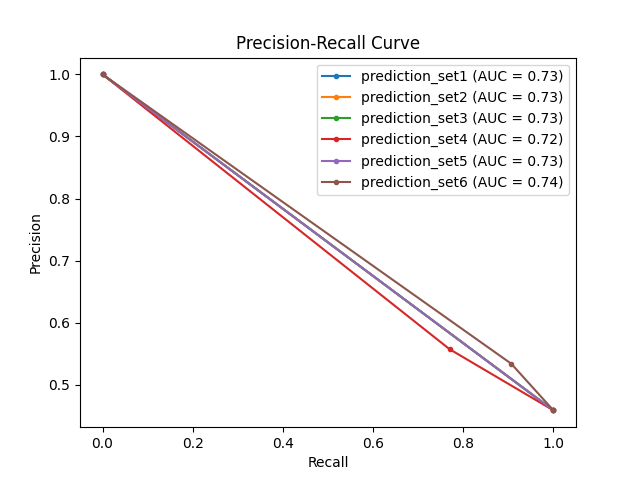 Precision-Recall Curve
prediction_set1 (AUC = 0.73)
prediction_set2 (AUC = 0.73)
prediction_set3 (AUC = 0.73)
prediction_set4 (AUC = 0.72)
prediction_set5 (AUC = 0.73)
prediction_set6 (AUC = 0.74)
Precision
1.0
0.9
0.8
0.7
0.6
0.5
0.0 0.2 0.4 0.6 0.8 1.0
Recall